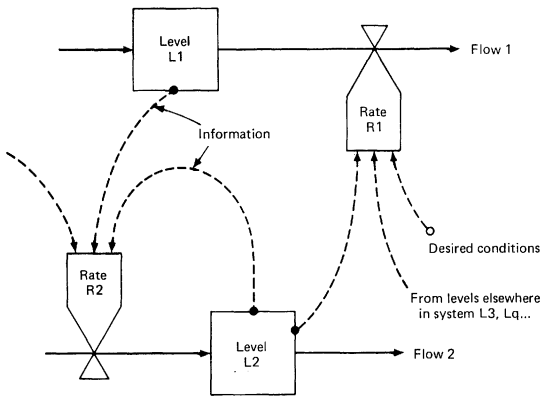 Level
L1
Flow 1
Rate
R1
Information
Desired conditions
Rate
R2
From levels elsewhere
in system L3, Lq...
Level
L2
Flow 2